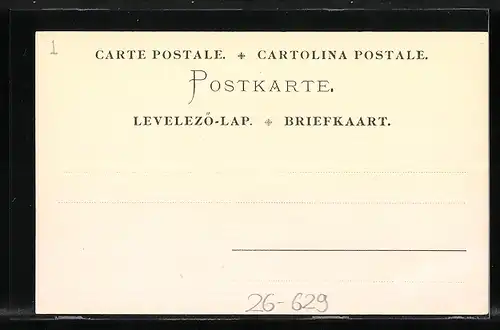 1
CARTE POSTALE. + CARTOLINA POSTALE.
POSTKARTE.
LEVELEZŐ-LAP. + BRIEFKAART.
26-629